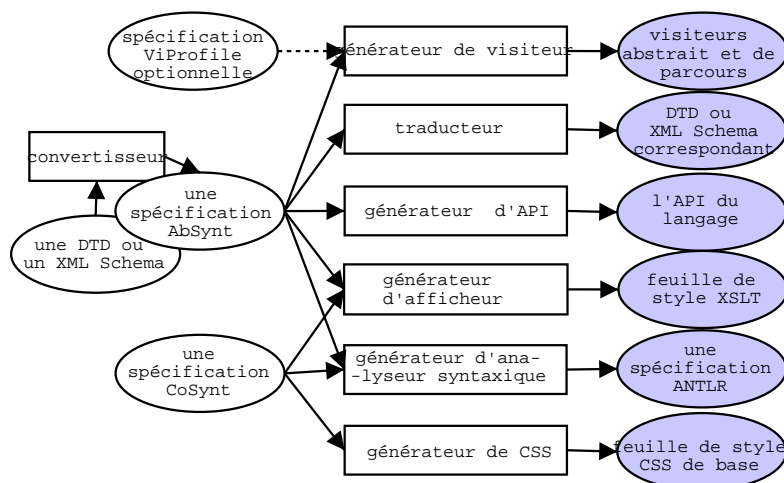 spécification
ViProfile
optionnelle
générateur de visiteur
visiteurs
abstrait et de
parcours
traducteur
DTD ou
XML Schema
correspondant
convertisseur
une
spécification
AbSynt
générateur d'API
l'API du
langage
une DTD ou
un XML Schema
générateur
d'afficheur
feuille de
style XSLT
une
spécification
CoSynt
générateur d'ana-
-lyseur syntaxique
une
spécification
ANTLR
générateur de CSS
feuille de style
CSS de base